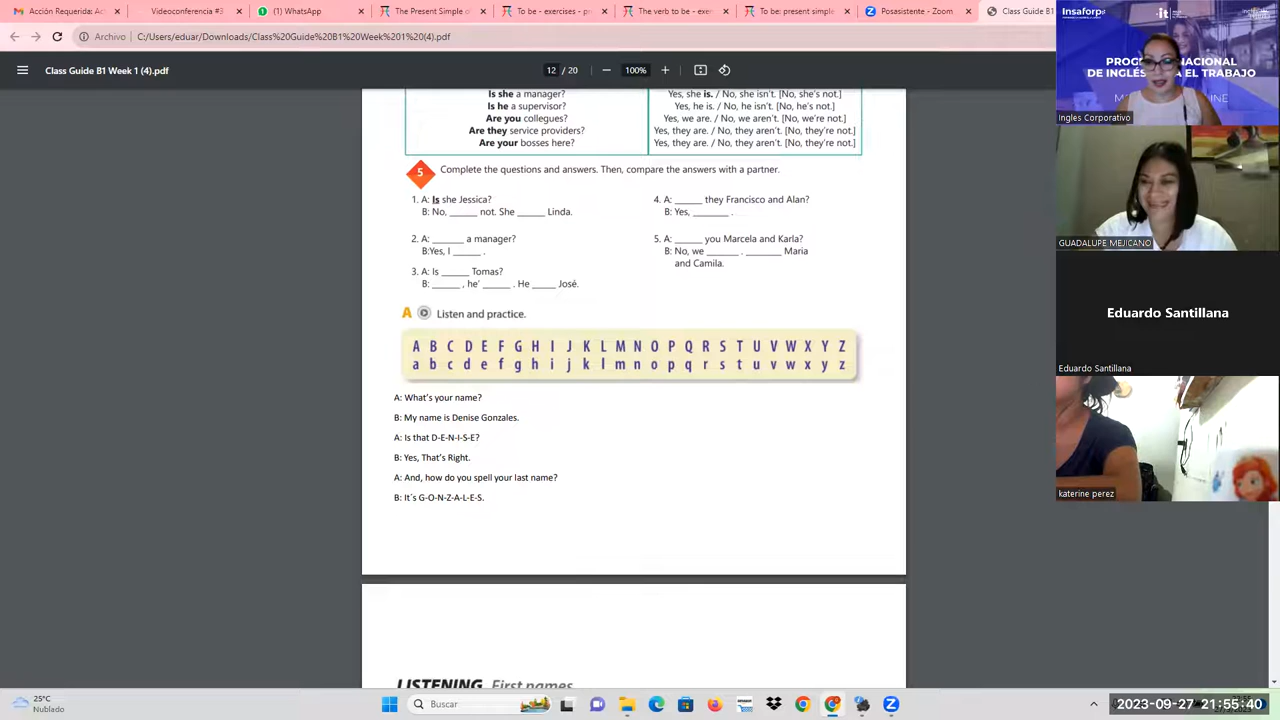 Acción Requerida: Ac
Videoconferencia #3
(1) WhatsApp
The Present Simple o
To be - exercises - pr
The verb to be - exer
To be: present simple
Posasistente - Zoom
Class Guide B1
Archivo
C:/Users/eduar/Downloads/Class%20Guide%20B1%20Week%201%20(4).pdf
Class Guide B1 Week 1 (4).pdf
12 / 20
100%
Is she a manager?
Yes, she is. / No, she isn't. [No, she's not.]
Is he a supervisor?
Yes, he is. / No, he isn't. [No, he's not.]
Are you collegues?
Yes, we are. / No, we aren't. [No, we're not.]
Are they service providers?
Yes, they are. / No, they aren't. [No, they're not.]
Are your bosses here?
Yes, they are. / No, they aren't. [No, they're not.]
5 Complete the questions and answers. Then, compare the answers with a partner.
1. A: Is she Jessica?
B: No, ______ not. She ______ Linda.
2. A: _______ a manager?
B:Yes, I ______ .
3. A: Is ______ Tomas?
B: ______ , he' ______ . He _____ José.
4. A: ______ they Francisco and Alan?
B: Yes, ________ .
5. A: ______ you Marcela and Karla?
B: No, we _______ . ________ Maria
and Camila.
A Listen and practice.
A B C D E F G H I J K L M N O P Q R S T U V W X Y Z
a b c d e f g h i j k l m n o p q r s t u v w x y z
A: What's your name?
B: My name is Denise Gonzales.
A: Is that D-E-N-I-S-E?
B: Yes, That's Right.
A: And, how do you spell your last name?
B: It´s G-O-N-Z-A-L-E-S.
LISTENING First names
Insaforp
Ingles Corporativo
GUADALUPE MEJICANO
Eduardo Santillana
Eduardo Santillana
katerine perez
25°C
Nublado
Buscar
2023-09-27 21:55:40